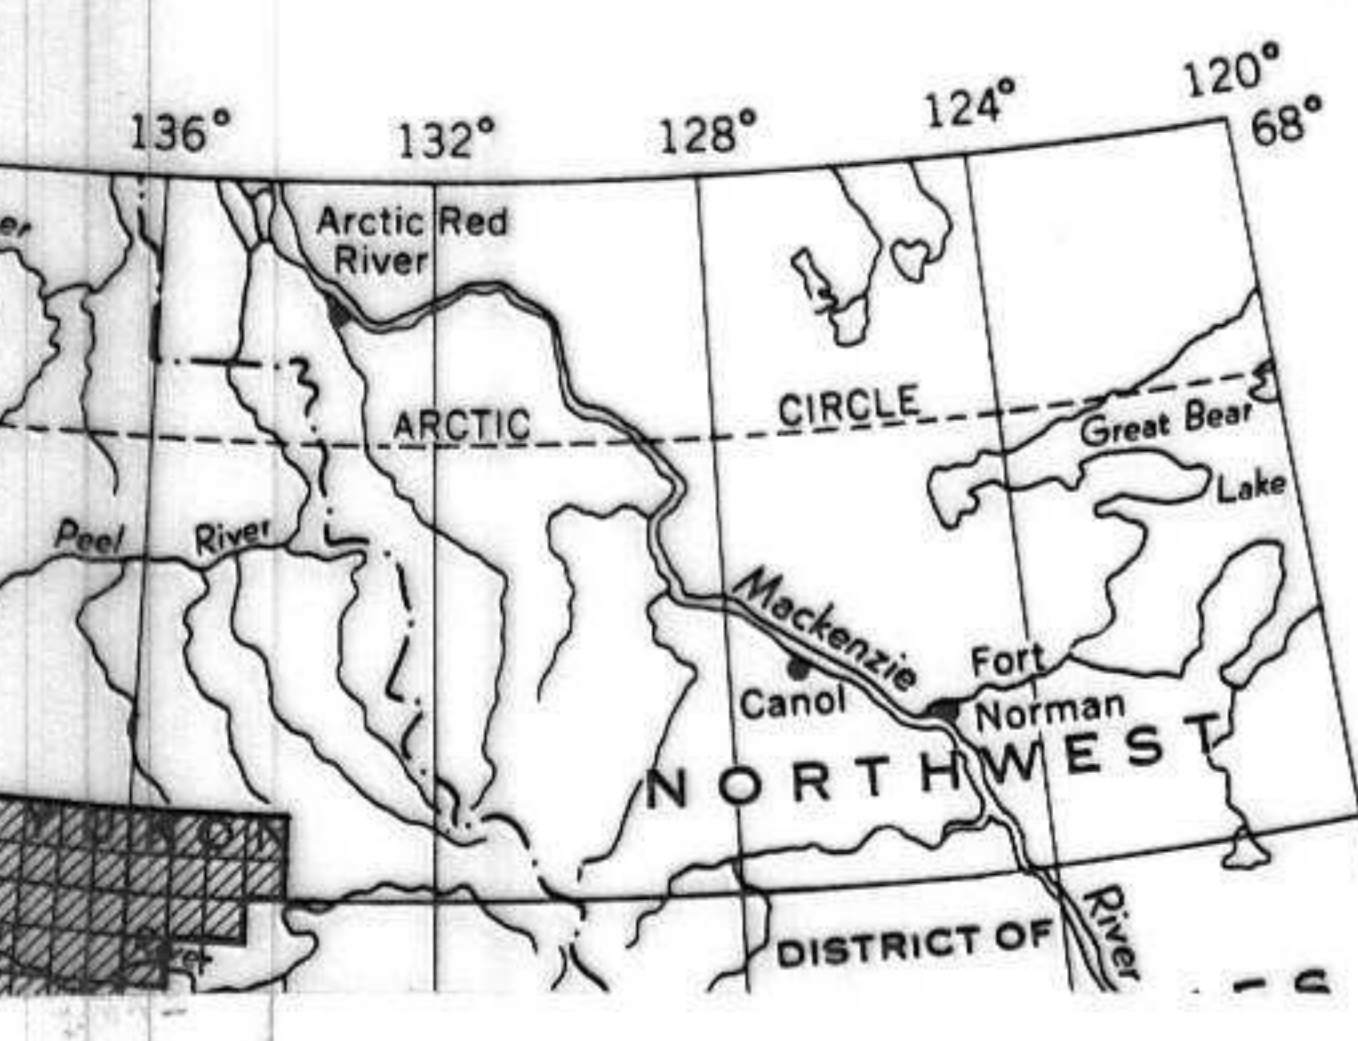 120°
124°
68°
136°
132°
128°
Arctic Red
River
ARCTIC
CIRCLE
Great Bear
Lake
Peel River
Mackenzie
Fort
Norman
Canol
NORTHWEST
River
DISTRICT OF